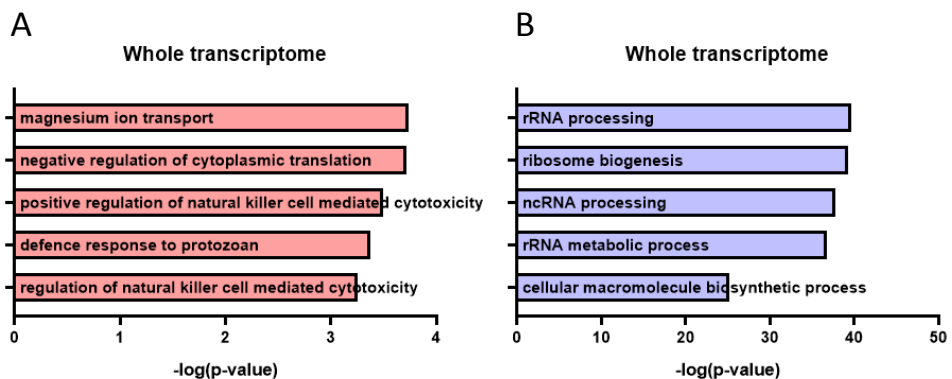 A
Whole transcriptome
magnesium ion transport
negative regulation of cytoplasmic translation
positive regulation of natural killer cell mediated cytotoxicity
defence response to protozoan
regulation of natural killer cell mediated cytotoxicity
0 1 2 3 4
-log(p-value)
B
Whole transcriptome
rRNA processing
ribosome biogenesis
ncRNA processing
rRNA metabolic process
cellular macromolecule biosynthetic process
0 10 20 30 40 50
-log(p-value)